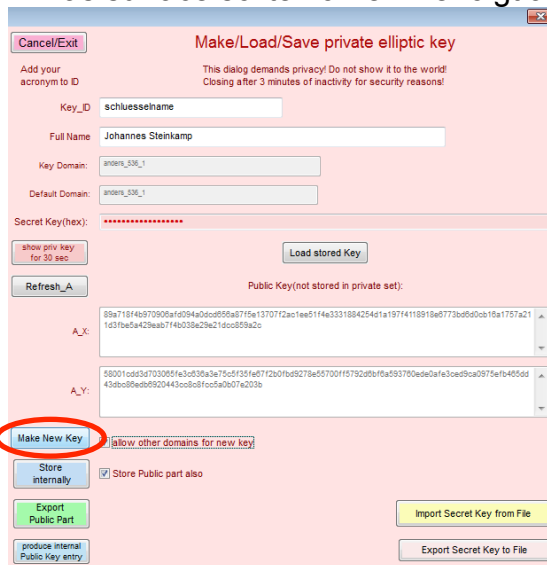 Cancel/Exit
Make/Load/Save private elliptic key
Add your
acronym to ID
This dialog demands privacy! Do not show it to the world!
Closing after 3 minutes of inactivity for security reasons!
Key_ID
schluesselname
Full Name
Johannes Steinkamp
Key Domain:
anders_536_1
Default Domain:
anders_536_1
Secret Key(hex):
show priv key
for 30 sec
Load stored Key
Refresh_A
Public Key(not stored in private set):
A_X:
A_Y:
Make New Key
allow other domains for new key
Store
internally
Store Public part also
Export
Public Part
Import Secret Key from File
produce internal
Public Key entry
Export Secret Key to File